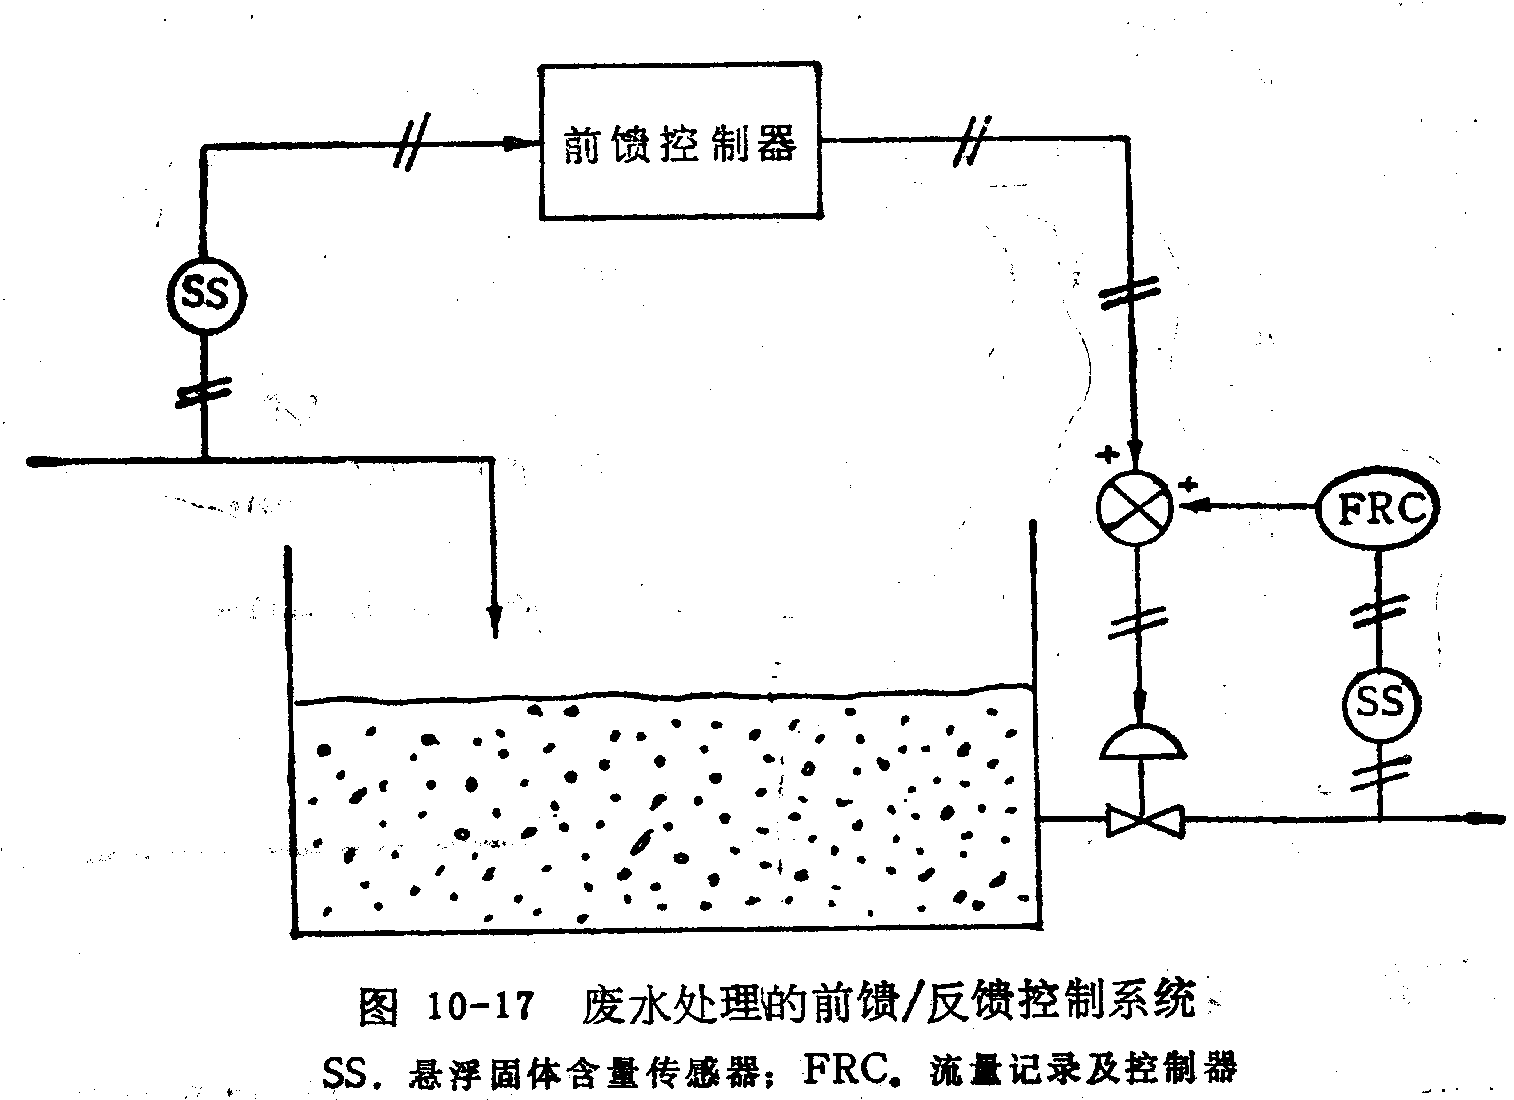 前馈控制器
SS
+
+
FRC
SS
图 10-17 废水处理的前馈/反馈控制系统
SS. 悬浮固体含量传感器; FRC。流量记录及控制器